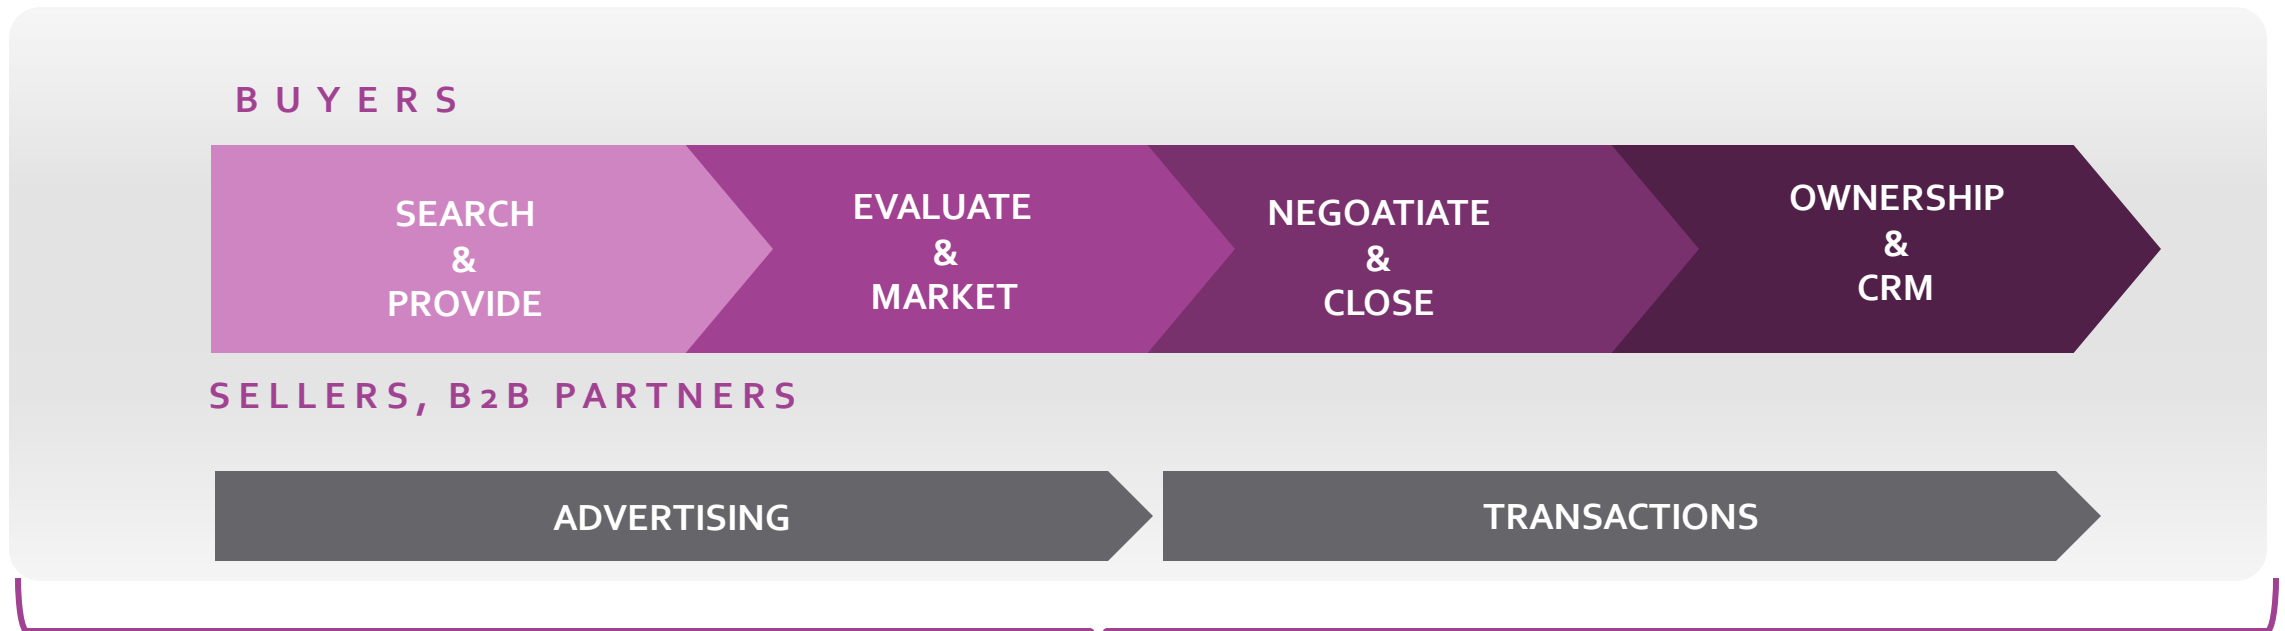 BUYERS
SEARCH
&
PROVIDE
EVALUATE
&
MARKET
NEGOATIATE
&
CLOSE
OWNERSHIP
&
CRM
SELLERS, B2B PARTNERS
ADVERTISING
TRANSACTIONS